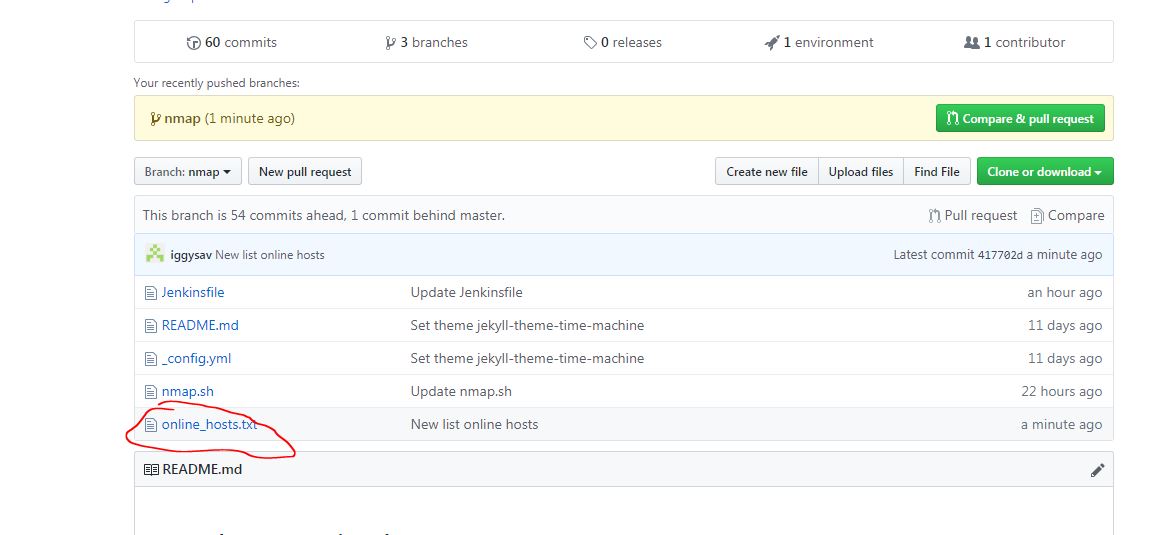 60 commits 3 branches 0 releases 1 environment 1 contributor
Your recently pushed branches:
nmap (1 minute ago) Compare & pull request
Branch: nmap New pull request Create new file Upload files Find File Clone or download
This branch is 54 commits ahead, 1 commit behind master. Pull request Compare
iggysav New list online hosts Latest commit 417702d a minute ago
Jenkinsfile Update Jenkinsfile an hour ago
README.md Set theme jekyll-theme-time-machine 11 days ago
_config.yml Set theme jekyll-theme-time-machine 11 days ago
nmap.sh Update nmap.sh 22 hours ago
online_hosts.txt New list online hosts a minute ago
README.md